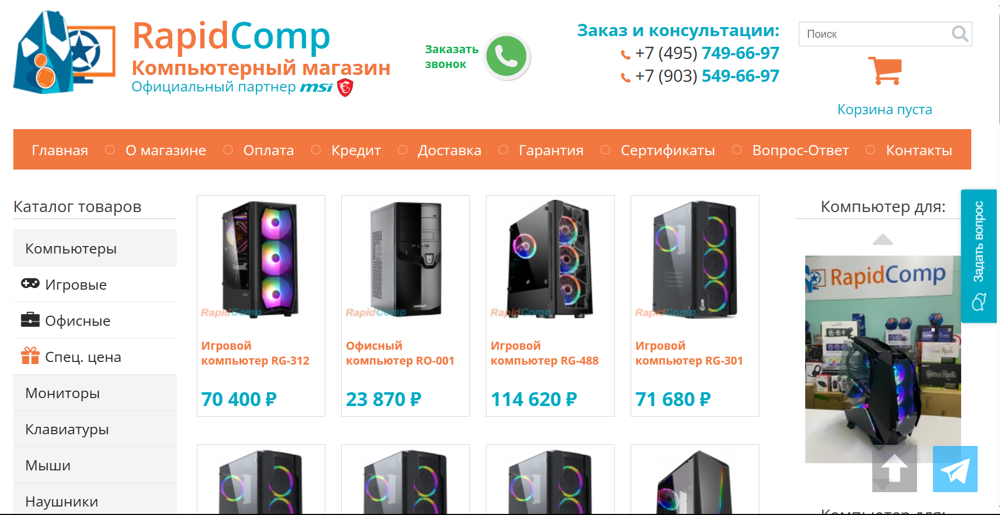 RapidComp
Компьютерный магазин
Официальный партнер msi
Заказать
звонок
Заказ и консультации:
+7 (495) 749-66-97
+7 (903) 549-66-97
Поиск
Корзина пуста
Главная О магазине Оплата Кредит Доставка Гарантия Сертификаты Вопрос-Ответ Контакты
Каталог товаров
Компьютеры
Игровые
Офисные
Спец. цена
Мониторы
Клавиатуры
Мыши
Наушники
RapidComp
Игровой
компьютер RG-312
70 400 ₽
RapidComp
Офисный
компьютер RO-001
23 870 ₽
RapidComp
Игровой
компьютер RG-488
114 620 ₽
RapidComp
Игровой
компьютер RG-301
71 680 ₽
Компьютер для:
RapidComp
Задать вопрос
Компьютер для: